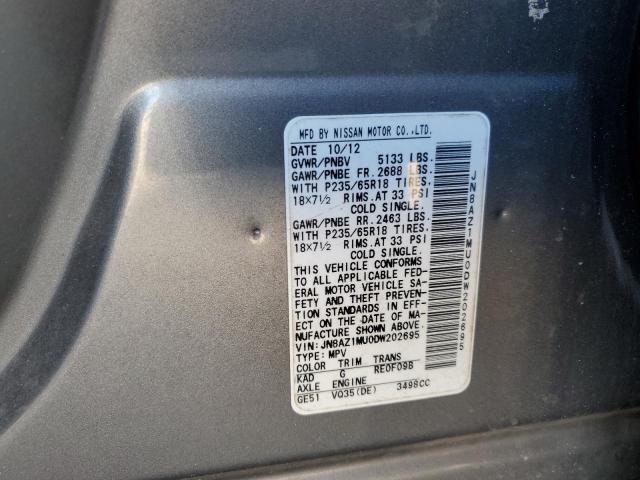 MFD BY NISSAN MOTOR CO.,LTD.
DATE 10/12
GVWR/PNBV 5133 LBS.
GAWR/PNBE FR. 2688 LBS.
WITH P235/65R18 TIRES.
18X7½ RIMS. AT 33 PSI
COLD SINGLE.
GAWR/PNBE RR. 2463 LBS.
WITH P235/65R18 TIRES.
18X7½ RIMS. AT 33 PSI
COLD SINGLE.
THIS VEHICLE CONFORMS
TO ALL APPLICABLE FED-
ERAL MOTOR VEHICLE SA-
FETY AND THEFT PREVEN-
TION STANDARDS IN EFF-
ECT ON THE DATE OF MA-
NUFACTURE SHOWN ABOVE.
VIN: JN8AZ1MU0DW202695
TYPE: MPV
COLOR TRIM TRANS
KAD G RE0F09B
AXLE ENGINE
GE51 VQ35(DE) 3498CC
JN8AZ1MU0DW202695